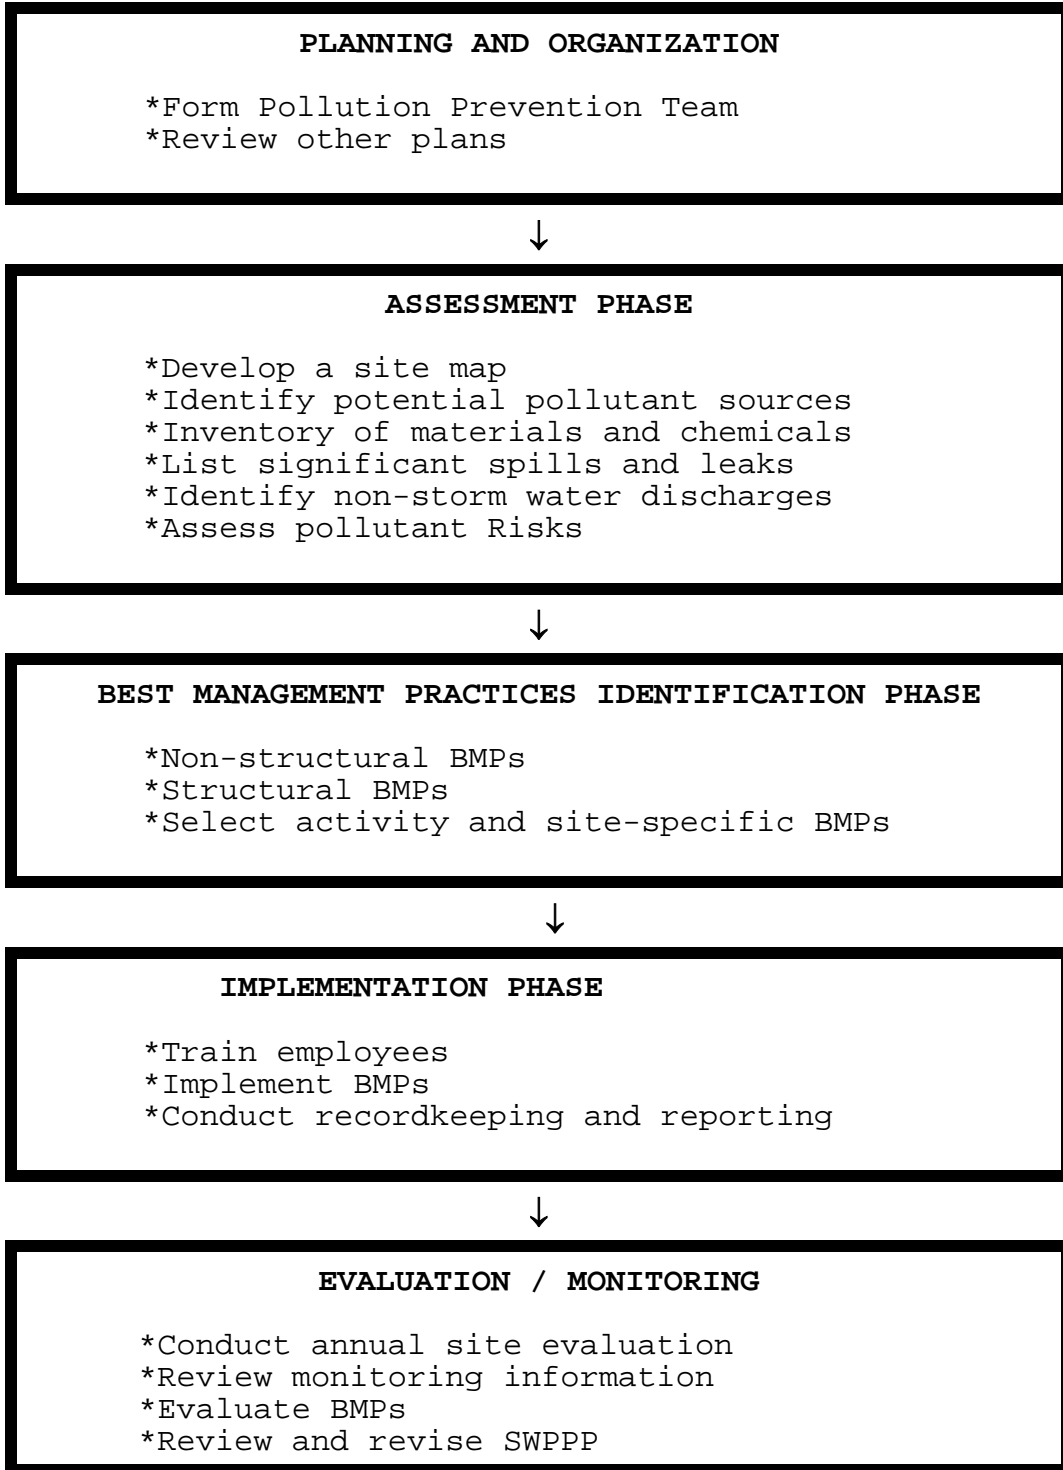 PLANNING AND ORGANIZATION
*Form Pollution Prevention Team
*Review other plans
↓
ASSESSMENT PHASE
*Develop a site map
*Identify potential pollutant sources
*Inventory of materials and chemicals
*List significant spills and leaks
*Identify non-storm water discharges
*Assess pollutant Risks
↓
BEST MANAGEMENT PRACTICES IDENTIFICATION PHASE
*Non-structural BMPs
*Structural BMPs
*Select activity and site-specific BMPs
↓
IMPLEMENTATION PHASE
*Train employees
*Implement BMPs
*Conduct recordkeeping and reporting
↓
EVALUATION / MONITORING
*Conduct annual site evaluation
*Review monitoring information
*Evaluate BMPs
*Review and revise SWPPP